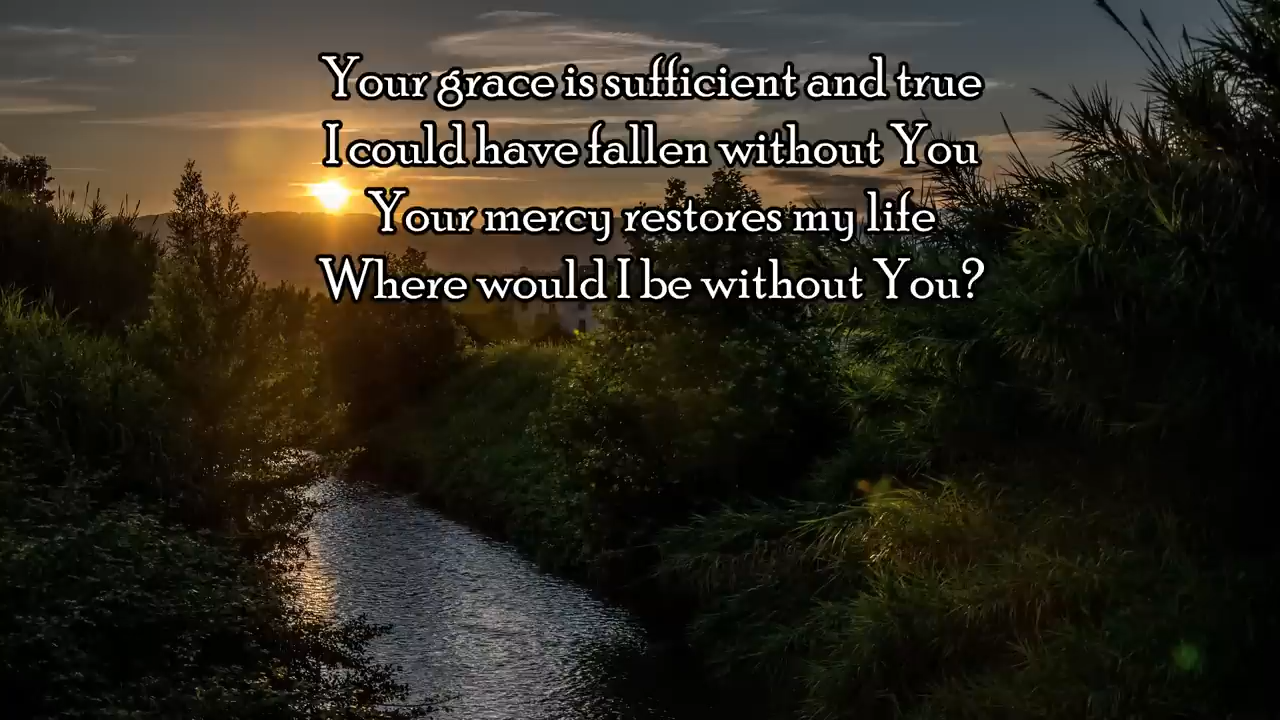 Your grace is sufficient and true
I could have fallen without You
Your mercy restores my life
Where would I be without You?